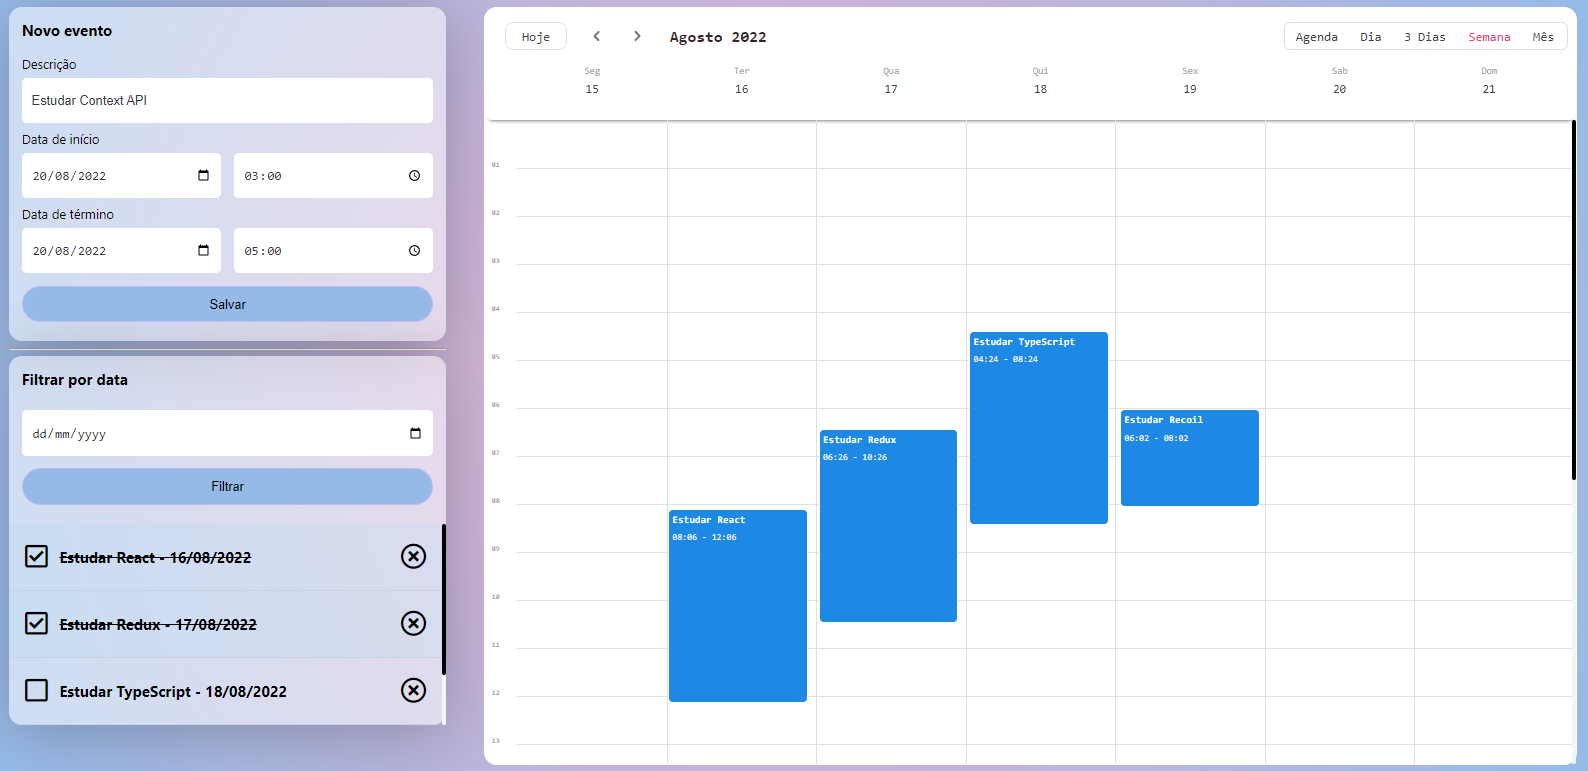 Novo evento
Descrição
Estudar Context API
Data de início
20/08/2022 03:00
Data de término
20/08/2022 05:00
Salvar
Filtrar por data
dd/mm/yyyy
Filtrar
Estudar React - 16/08/2022
Estudar Redux - 17/08/2022
Estudar TypeScript - 18/08/2022
Hoje Agosto 2022 Agenda Dia 3 Dias Semana Mês
Seg Ter Qua Qui Sex Sab Dom
15 16 17 18 19 20 21
01
02
03
04
Estudar TypeScript
05
04:24 - 08:24
06
Estudar Recoil
06:02 - 08:02
Estudar Redux
07
06:26 - 10:26
08
Estudar React
08:06 - 12:06
09
10
11
12
13